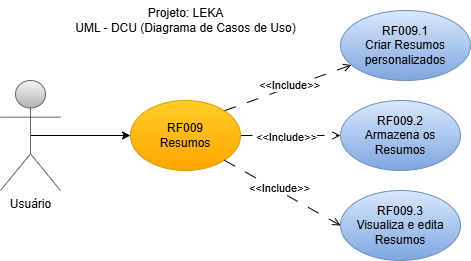 Projeto: LEKA
UML - DCU (Diagrama de Casos de Uso)
RF009.1
Criar Resumos
personalizados
<<Include>>
RF009
Resumos
<<Include>>
RF009.2
Armazena os
Resumos
Usuário
<<Include>>
RF009.3
Visualiza e edita
Resumos